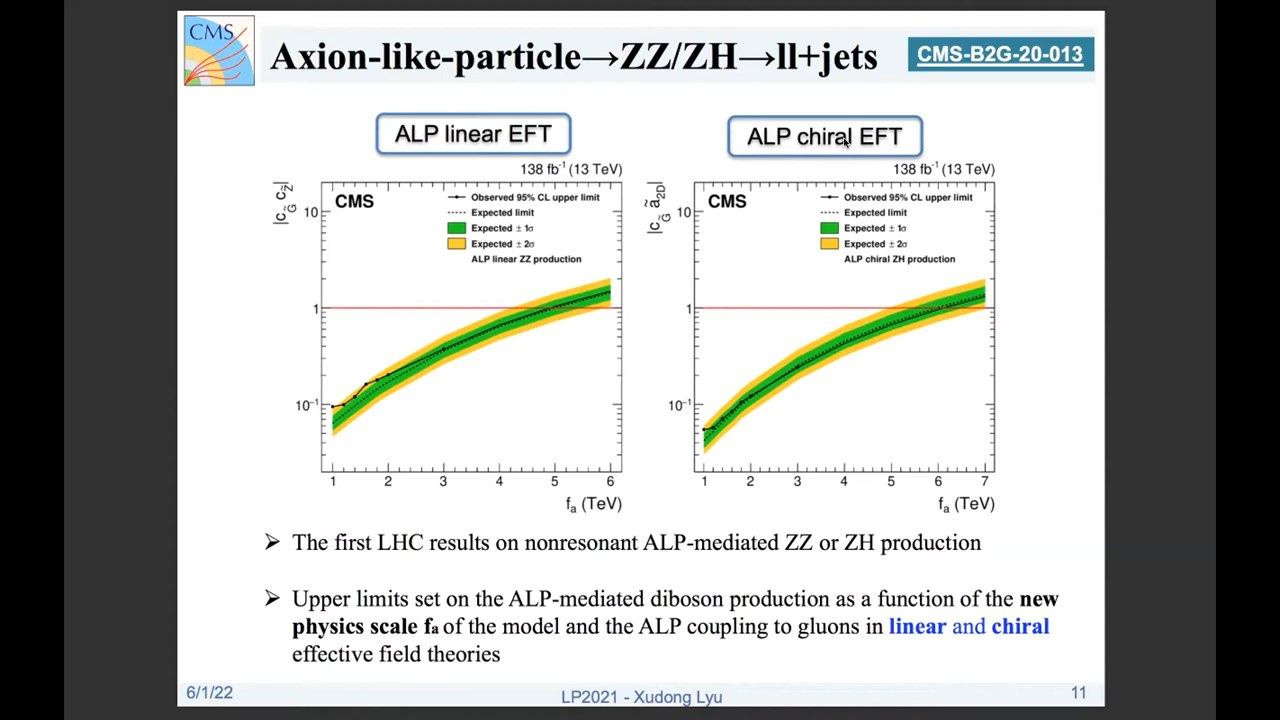 CMS
Axion-like-particle→ZZ/ZH→ll+jets
CMS-B2G-20-013
ALP linear EFT
ALP chiral EFT
138 fb⁻¹ (13 TeV)
|c_G̃ c_Z̃|
CMS
Observed 95% CL upper limit
Expected limit
Expected ± 1σ
Expected ± 2σ
ALP linear ZZ production
10
1
10⁻¹
1 2 3 4 5 6
fₐ (TeV)
138 fb⁻¹ (13 TeV)
|c_G̃ ã_2D|
CMS
Observed 95% CL upper limit
Expected limit
Expected ± 1σ
Expected ± 2σ
ALP chiral ZH production
10
1
10⁻¹
1 2 3 4 5 6 7
fₐ (TeV)
➢ The first LHC results on nonresonant ALP-mediated ZZ or ZH production
➢ Upper limits set on the ALP-mediated diboson production as a function of the new
physics scale fₐ of the model and the ALP coupling to gluons in linear and chiral
effective field theories
6/1/22
LP2021 - Xudong Lyu
11